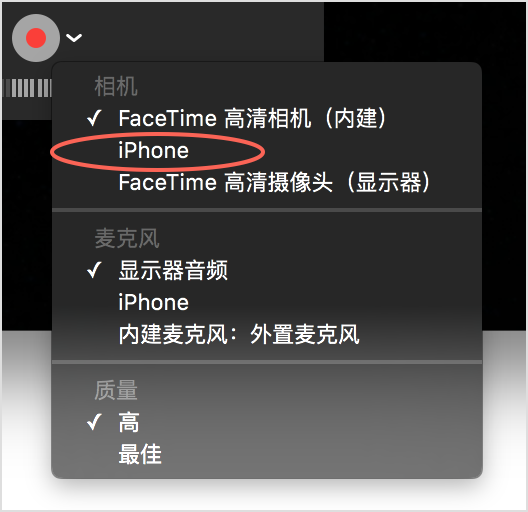 相机
✓ FaceTime 高清相机（内建）
iPhone
FaceTime 高清摄像头（显示器）
麦克风
✓ 显示器音频
iPhone
内建麦克风：外置麦克风
质量
✓ 高
最佳